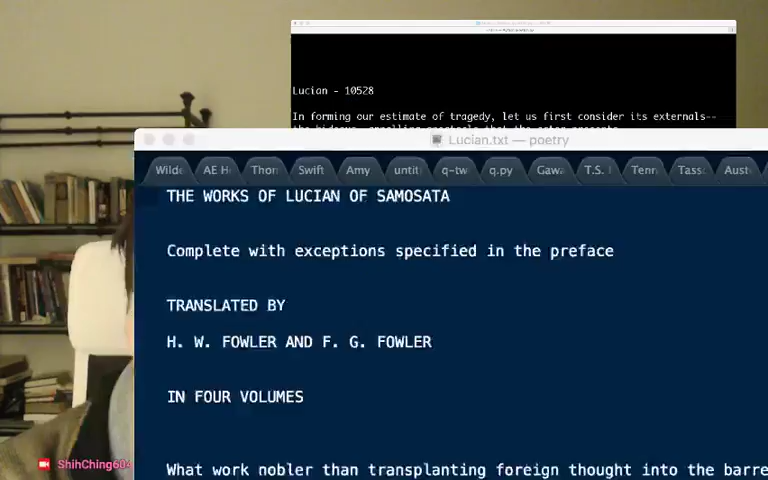 Lucian - 10528
In forming our estimate of tragedy, let us first consider its externals--
Lucian.txt — poetry
Wilde AE Ho Thon Swift Amy untit q-tw q.py Gawa T.S. Tenn Tass Aust
THE WORKS OF LUCIAN OF SAMOSATA
Complete with exceptions specified in the preface
TRANSLATED BY
H. W. FOWLER AND F. G. FOWLER
IN FOUR VOLUMES
ShihChing604
What work nobler than transplanting foreign thought into the barre